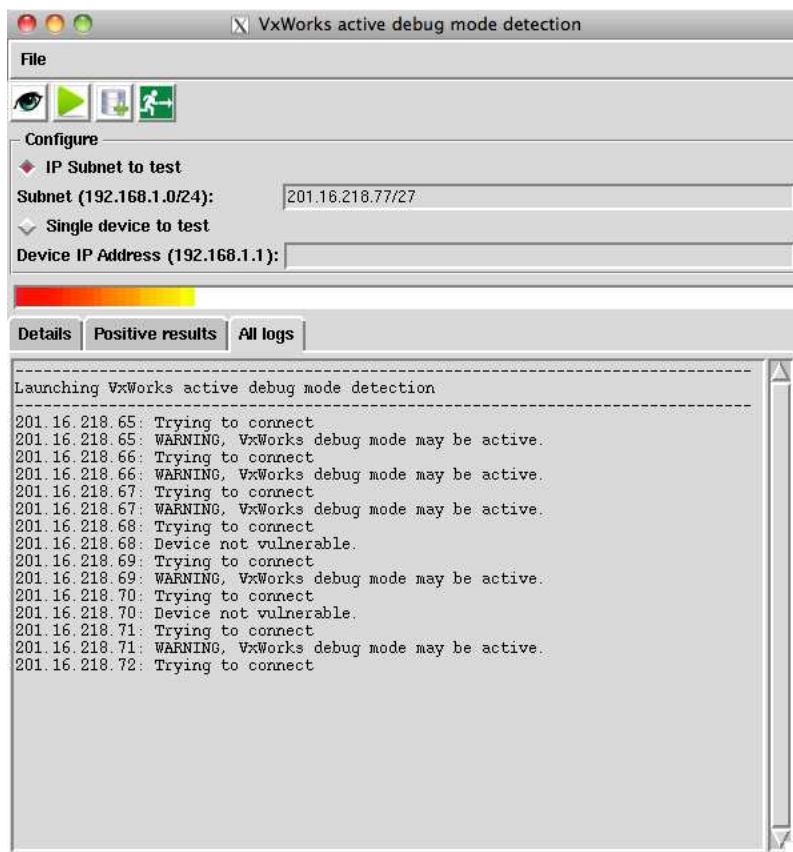 VxWorks active debug mode detection
File
Configure
IP Subnet to test
Subnet (192.168.1.0/24): 201.16.218.77/27
Single device to test
Device IP Address (192.168.1.1):
Details Positive results All logs
--------------------------------------------------------------------------------
Launching VxWorks active debug mode detection
--------------------------------------------------------------------------------
201.16.218.65: Trying to connect
201.16.218.65: WARNING, VxWorks debug mode may be active.
201.16.218.66: Trying to connect
201.16.218.66: WARNING, VxWorks debug mode may be active.
201.16.218.67: Trying to connect
201.16.218.67: WARNING, VxWorks debug mode may be active.
201.16.218.68: Trying to connect
201.16.218.68: Device not vulnerable.
201.16.218.69: Trying to connect
201.16.218.69: WARNING, VxWorks debug mode may be active.
201.16.218.70: Trying to connect
201.16.218.70: Device not vulnerable.
201.16.218.71: Trying to connect
201.16.218.71: WARNING, VxWorks debug mode may be active.
201.16.218.72: Trying to connect